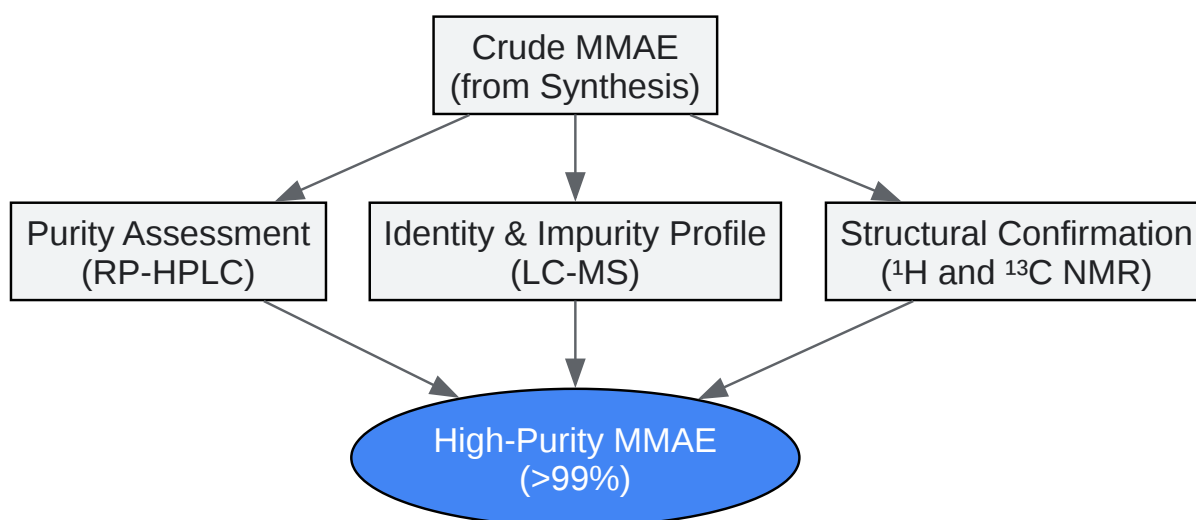 Crude MMAE
(from Synthesis)
Purity Assessment
(RP-HPLC)
Identity & Impurity Profile
(LC-MS)
Structural Confirmation
(¹H and ¹³C NMR)
High-Purity MMAE
(>99%)